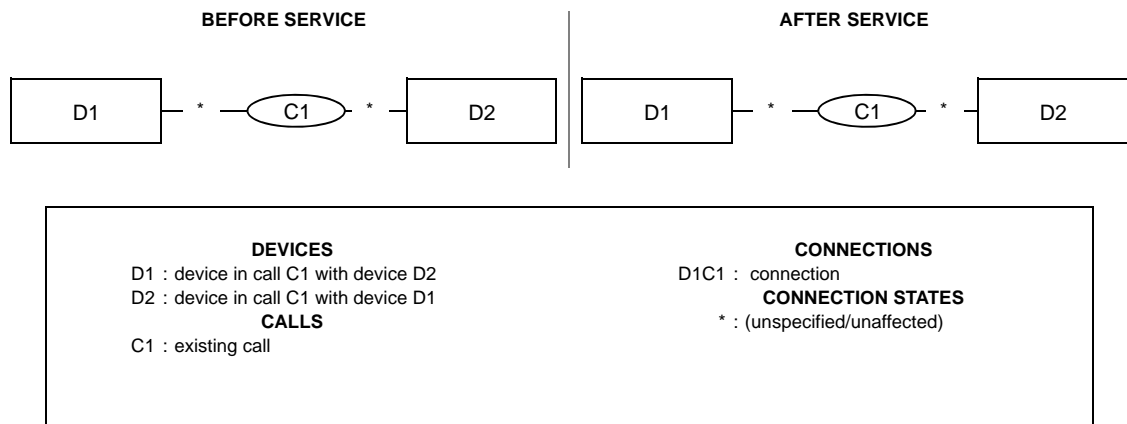 BEFORE SERVICE
AFTER SERVICE
D1 * C1 * D2
D1 * C1 * D2
DEVICES
D1 : device in call C1 with device D2
D2 : device in call C1 with device D1
CALLS
C1 : existing call
CONNECTIONS
D1C1 : connection
CONNECTION STATES
* : (unspecified/unaffected)